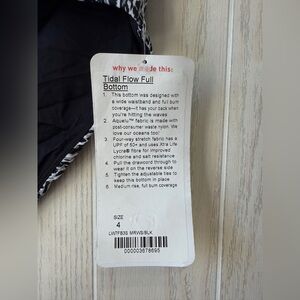 why we made this:
Tidal Flow Full
Bottom
1. This bottom was designed with
a wide waistband and full bum
coverage—it has your back when
you're hitting the waves
2. Aqualu™ fabric is made with
post-consumer waste nylon. We
love our oceans too!
3. Four-way stretch fabric has a
UPF of 50+ and uses Xtra Life
Lycra® fibre for improved
chlorine and salt resistance
4. Pull the drawcord through to
wear it on the reverse side
5. Tighten the adjustable ties to
keep this bottom in place
6. Medium rise, full bum coverage
SIZE
4
LW7FB3S MRWS/BLK
000003678695